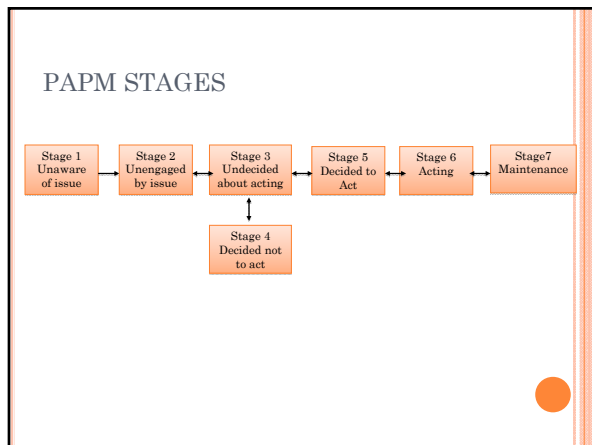 PAPM STAGES
Stage 1
Unaware
of issue
Stage 2
Unengaged
by issue
Stage 3
Undecided
about acting
Stage 5
Decided to
Act
Stage 6
Acting
Stage7
Maintenance
Stage 4
Decided not
to act